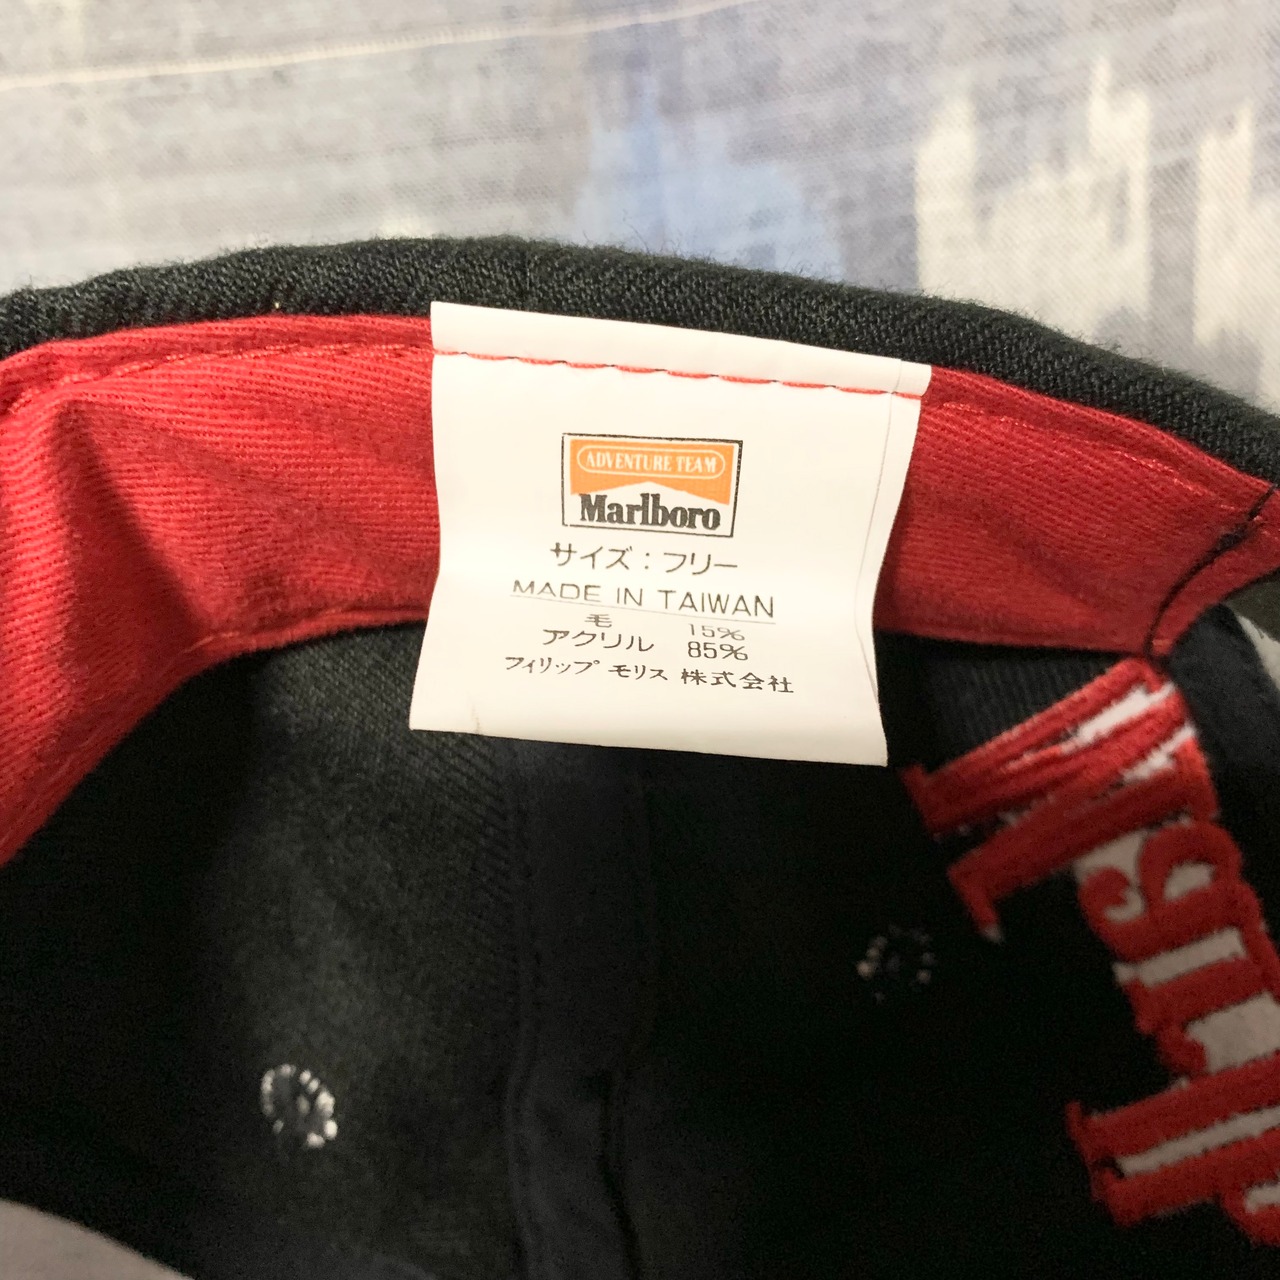 ADVENTURE TEAM
Marlboro
サイズ：フリー
MADE IN TAIWAN
毛 15%
アクリル 85%
フィリップ モリス 株式会社
Marlb